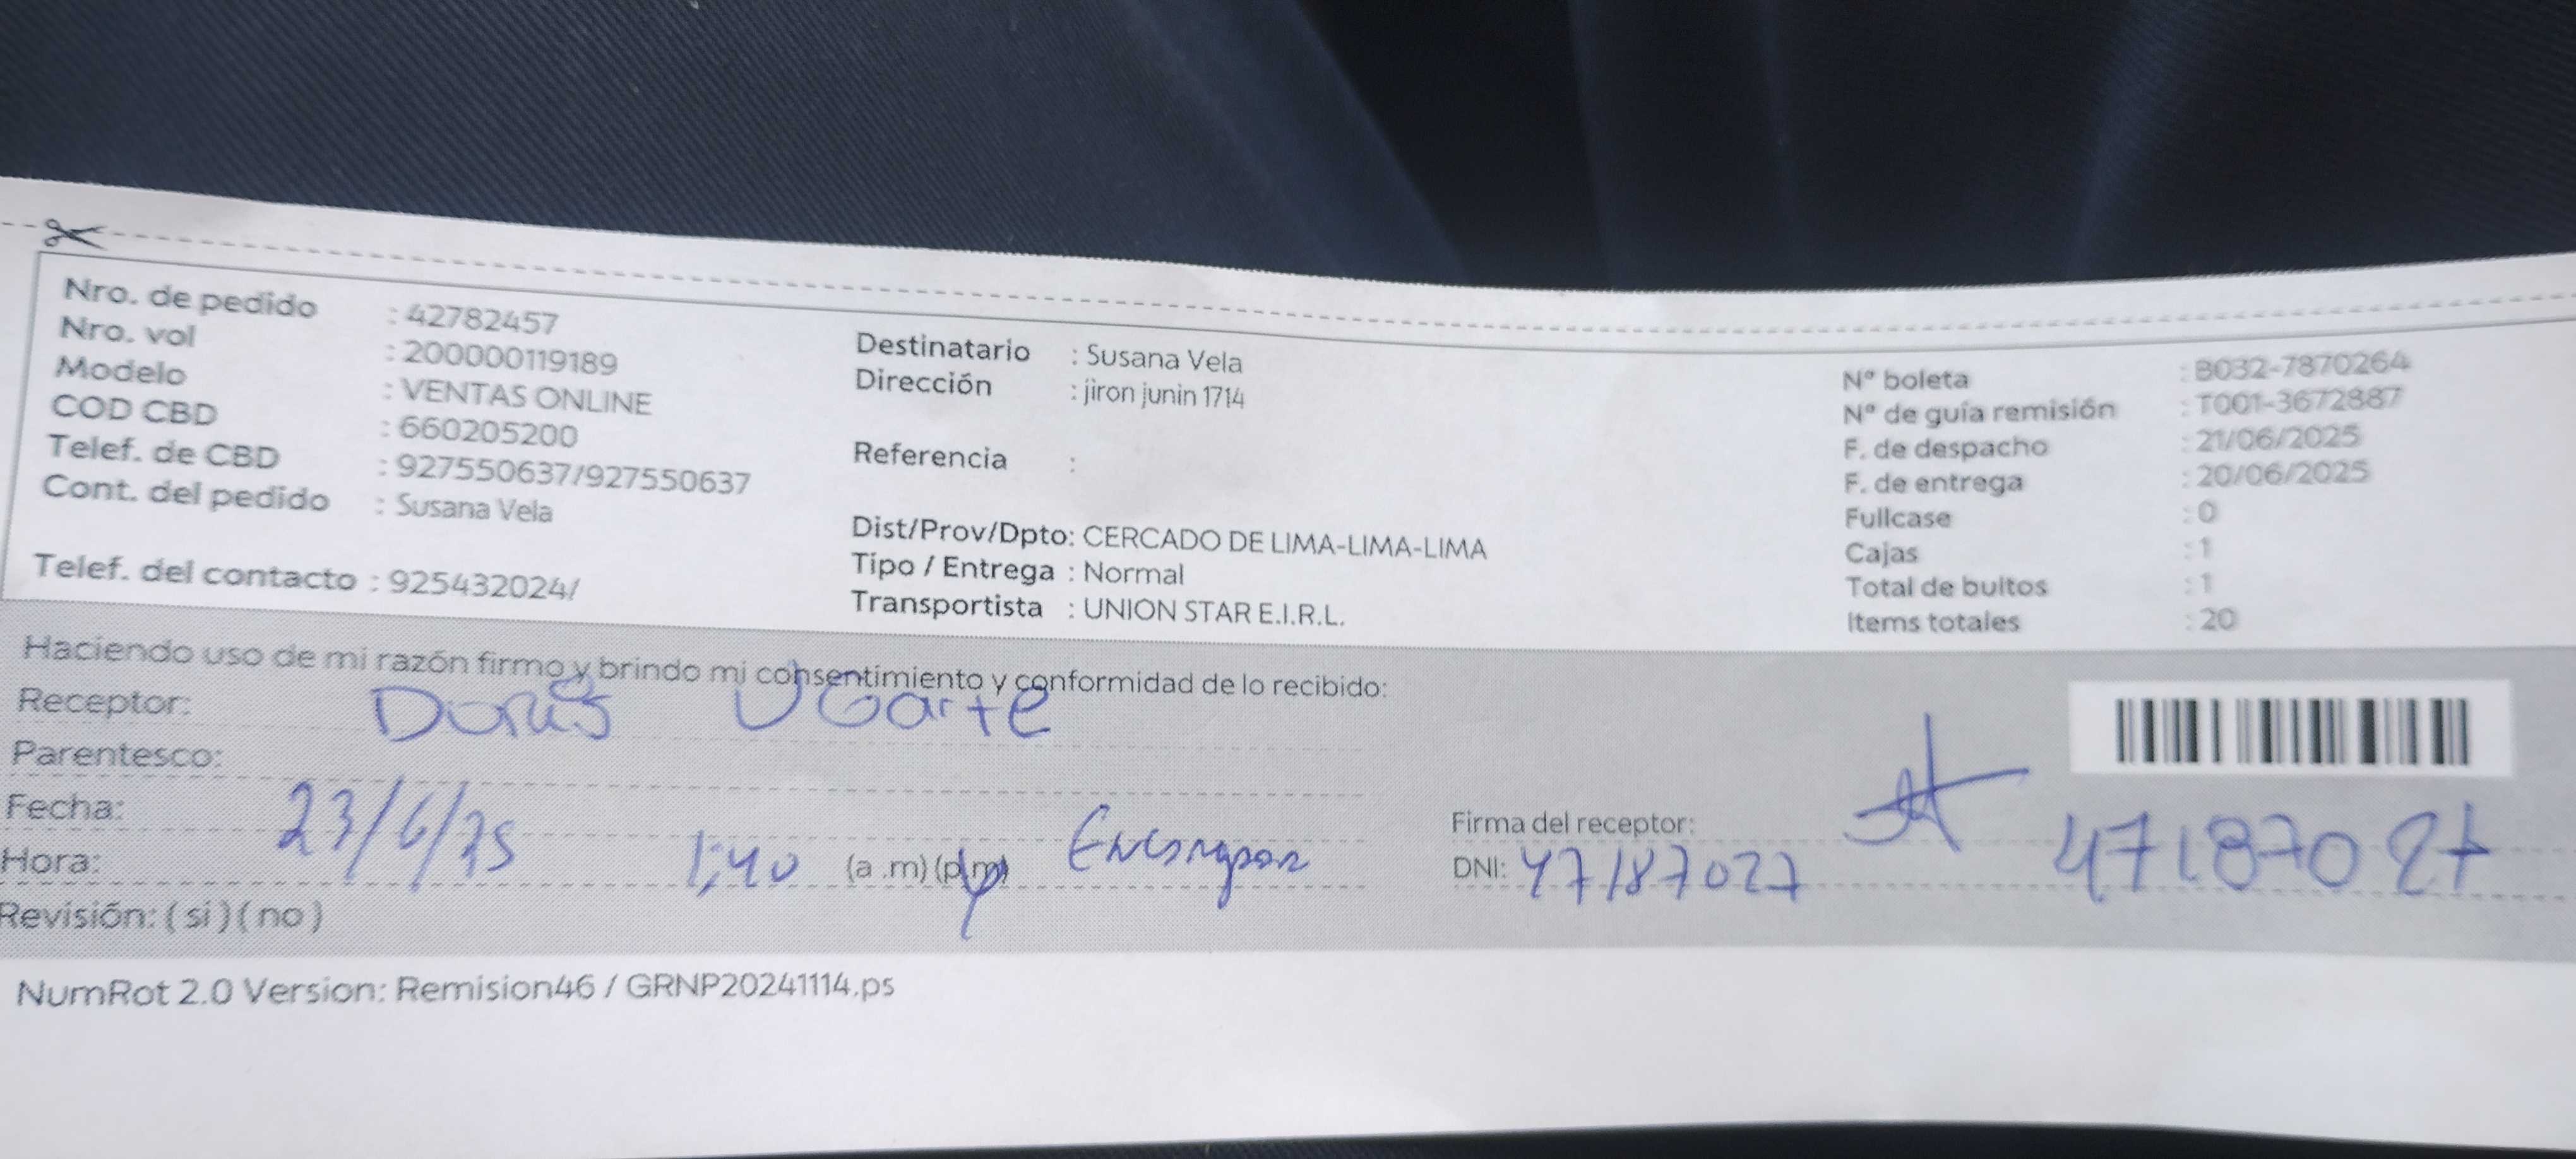 Nro. de pedido : 42782457
Nro. vol : 200000119189
Modelo : VENTAS ONLINE
COD CBD : 660205200
Telef. de CBD : 927550637/927550637
Cont. del pedido : Susana Vela
Telef. del contacto : 925432024/
Destinatario : Susana Vela
Dirección : jiron junin 1714
Referencia :
Dist/Prov/Dpto: CERCADO DE LIMA-LIMA-LIMA
Tipo / Entrega : Normal
Transportista : UNION STAR E.I.R.L.
Nº boleta : B032-7870264
Nº de guía remisión : T001-3672887
F. de despacho : 21/06/2025
F. de entrega : 20/06/2025
Fullcase : 0
Cajas : 1
Total de bultos : 1
Items totales : 20
Haciendo uso de mi razón firmo y brindo mi consentimiento y conformidad de lo recibido:
Receptor: Doris UGarte
Parentesco:
Fecha: 23/6/25
Hora: 1:40 (a .m) (p.m)
Revisión: ( si ) ( no )
Firma del receptor:
DNI: 47187027
47187027
NumRot 2.0 Version: Remision46 / GRNP20241114.ps